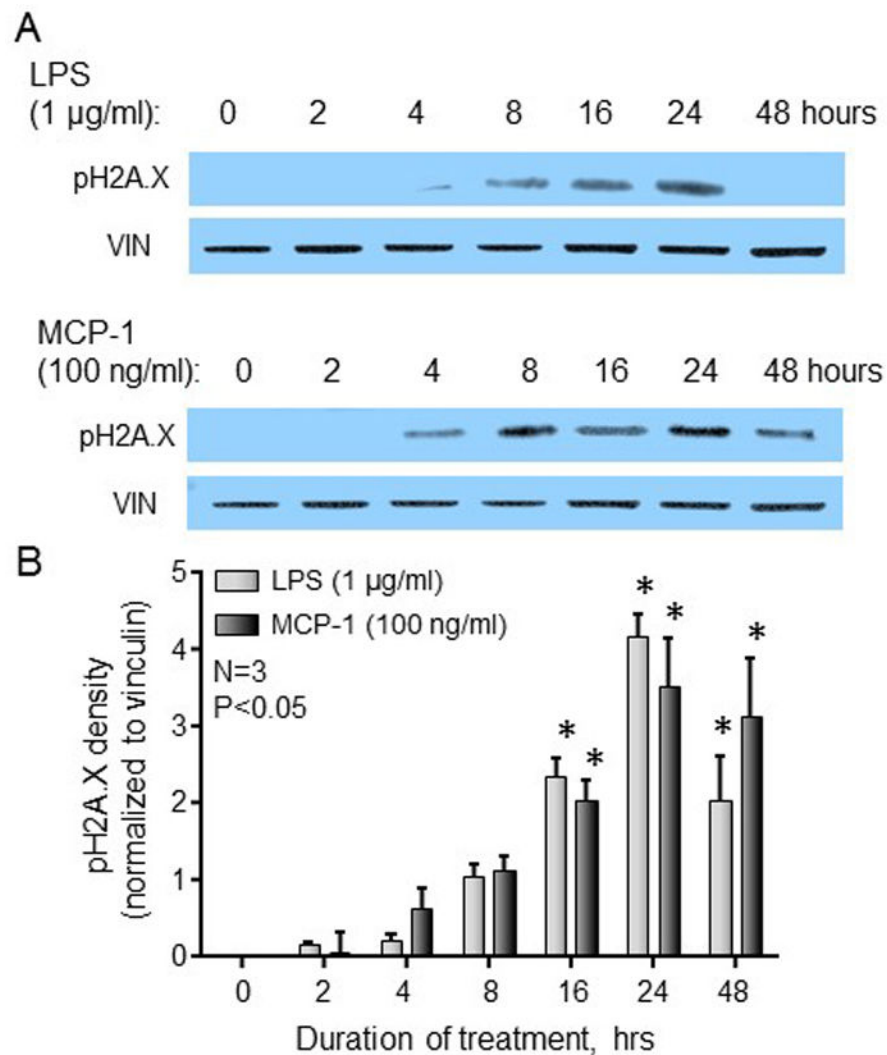 A
LPS
(1 µg/ml): 0 2 4 8 16 24 48 hours
pH2A.X
VIN
MCP-1
(100 ng/ml): 0 2 4 8 16 24 48 hours
pH2A.X
VIN
B
pH2A.X density
(normalized to vinculin)
5
4
3
2
1
0
LPS (1 µg/ml)
MCP-1 (100 ng/ml)
N=3
P<0.05
* * * * * *
0 2 4 8 16 24 48
Duration of treatment, hrs